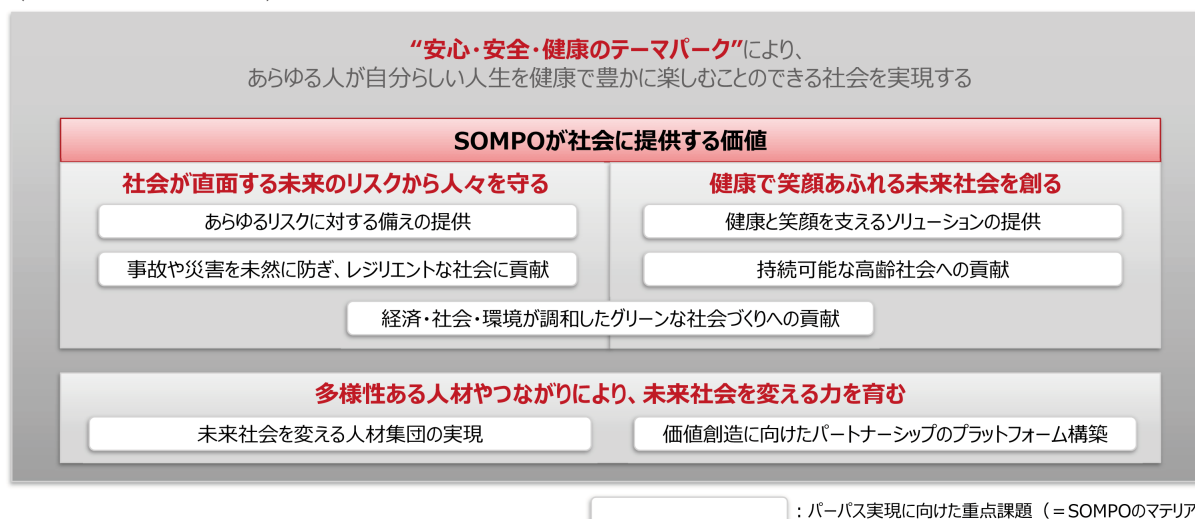 “安心・安全・健康のテーマパーク”により、
あらゆる人が自分らしい人生を健康で豊かに楽しむことのできる社会を実現する
SOMPOが社会に提供する価値
社会が直面する未来のリスクから人々を守る
あらゆるリスクに対する備えの提供
事故や災害を未然に防ぎ、レジリエントな社会に貢献
健康で笑顔あふれる未来社会を創る
健康と笑顔を支えるソリューションの提供
持続可能な高齢社会への貢献
経済・社会・環境が調和したグリーンな社会づくりへの貢献
多様性ある人材やつながりにより、未来社会を変える力を育む
未来社会を変える人材集団の実現
価値創造に向けたパートナーシップのプラットフォーム構築
：パーパス実現に向けた重点課題（＝SOMPOのマテリア